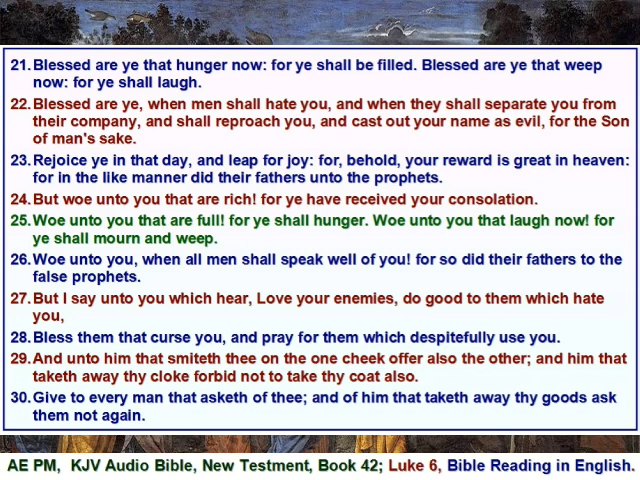 21. Blessed are ye that hunger now: for ye shall be filled. Blessed are ye that weep
now: for ye shall laugh.
22. Blessed are ye, when men shall hate you, and when they shall separate you from
their company, and shall reproach you, and cast out your name as evil, for the Son
of man's sake.
23. Rejoice ye in that day, and leap for joy: for, behold, your reward is great in heaven:
for in the like manner did their fathers unto the prophets.
24. But woe unto you that are rich! for ye have received your consolation.
25. Woe unto you that are full! for ye shall hunger. Woe unto you that laugh now! for
ye shall mourn and weep.
26. Woe unto you, when all men shall speak well of you! for so did their fathers to the
false prophets.
27. But I say unto you which hear, Love your enemies, do good to them which hate
you,
28. Bless them that curse you, and pray for them which despitefully use you.
29. And unto him that smiteth thee on the one cheek offer also the other; and him that
taketh away thy cloke forbid not to take thy coat also.
30. Give to every man that asketh of thee; and of him that taketh away thy goods ask
them not again.
AE PM, KJV Audio Bible, New Testment, Book 42; Luke 6, Bible Reading in English.